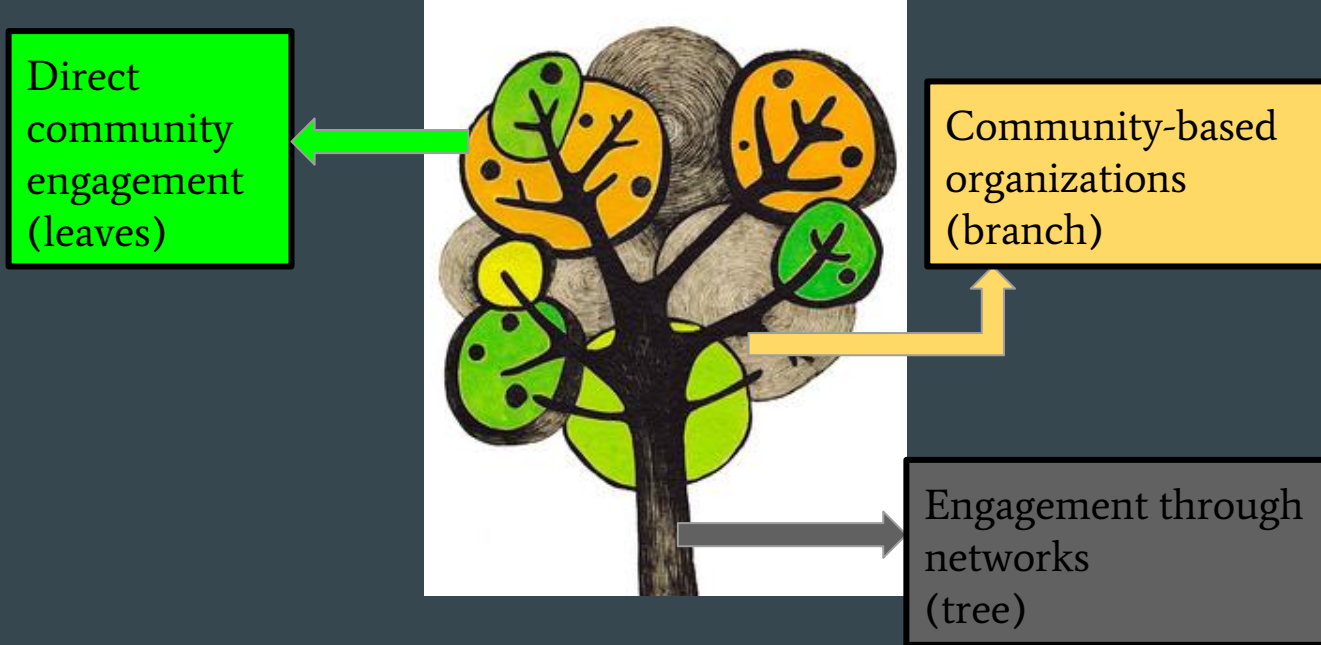 Direct
community
engagement
(leaves)
Community-based
organizations
(branch)
Engagement through
networks
(tree)